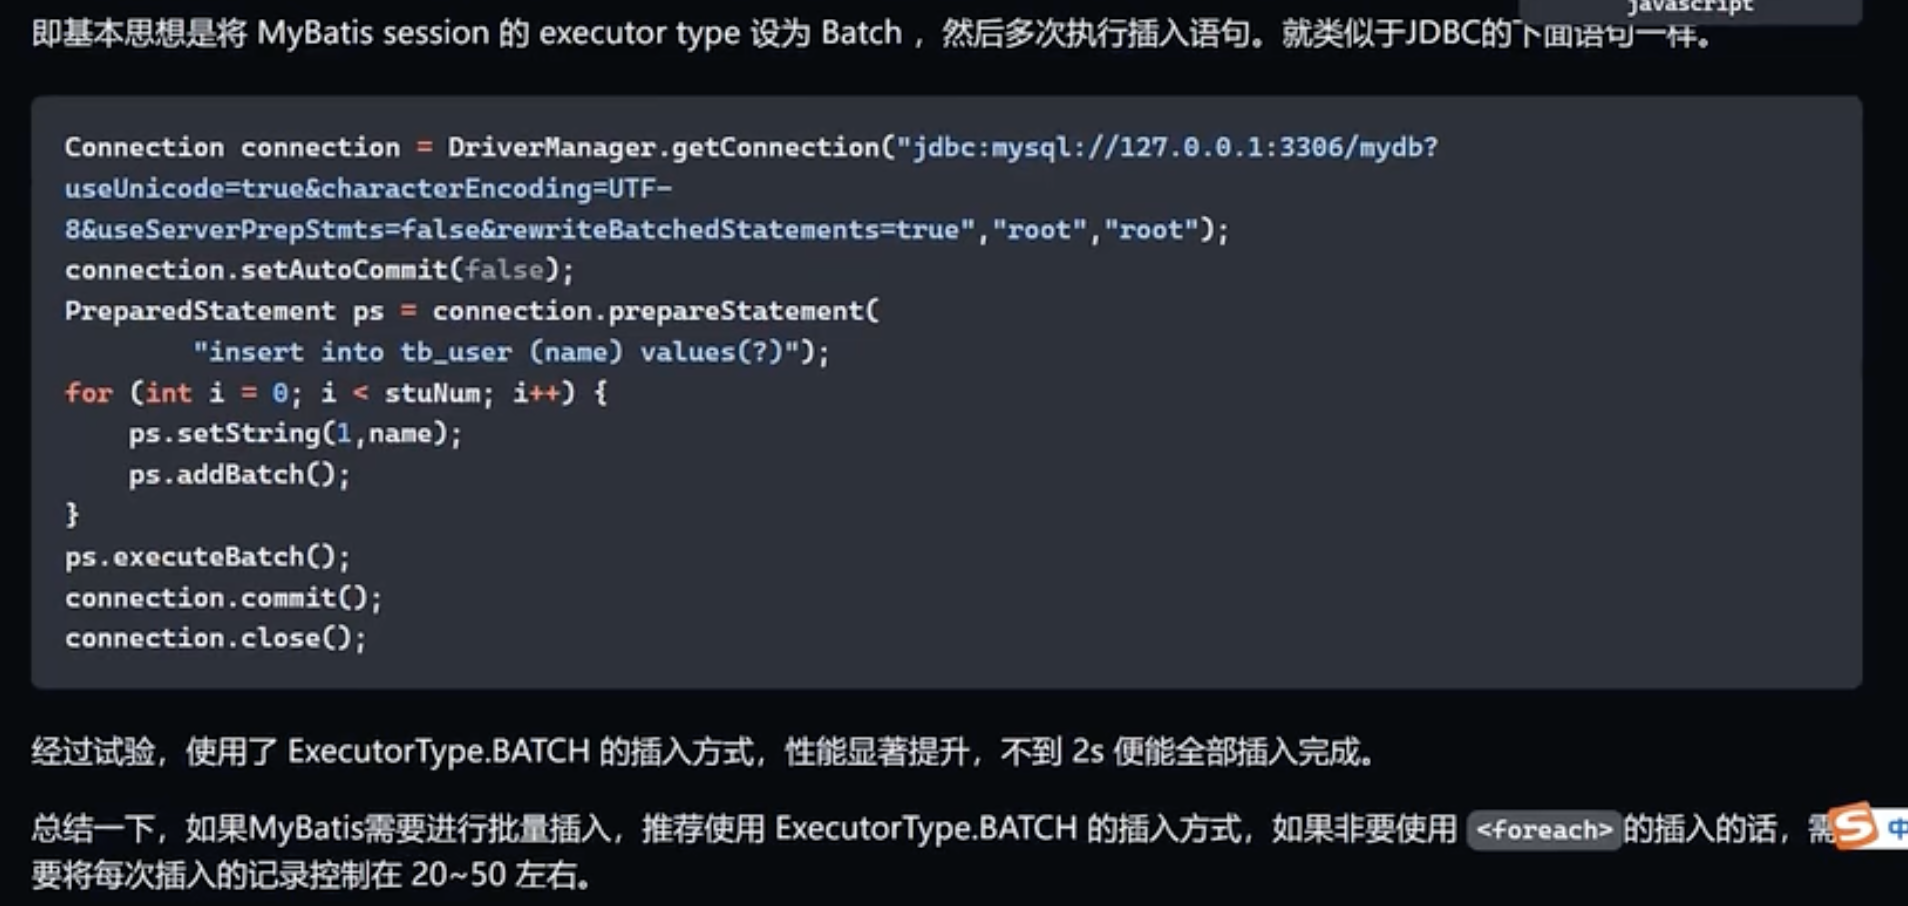 javascript
即基本思想是将 MyBatis session 的 executor type 设为 Batch ，然后多次执行插入语句。就类似于JDBC的下面语句一样。
Connection connection = DriverManager.getConnection("jdbc:mysql://127.0.0.1:3306/mydb?
useUnicode=true&characterEncoding=UTF-
8&useServerPrepStmts=false&rewriteBatchedStatements=true","root","root");
connection.setAutoCommit(false);
PreparedStatement ps = connection.prepareStatement(
        "insert into tb_user (name) values(?)");
for (int i = 0; i < stuNum; i++) {
    ps.setString(1,name);
    ps.addBatch();
}
ps.executeBatch();
connection.commit();
connection.close();
经过试验，使用了 ExecutorType.BATCH 的插入方式，性能显著提升，不到 2s 便能全部插入完成。
总结一下，如果MyBatis需要进行批量插入，推荐使用 ExecutorType.BATCH 的插入方式，如果非要使用 <foreach> 的插入的话，需
要将每次插入的记录控制在 20~50 左右。
S 中